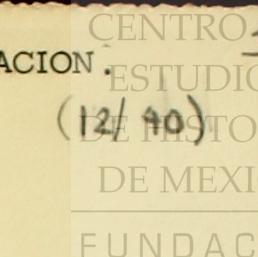 CENTRO
ACION.
ESTUDIO
(12/40)
DE HISTO
DE MEXI
FUNDAC